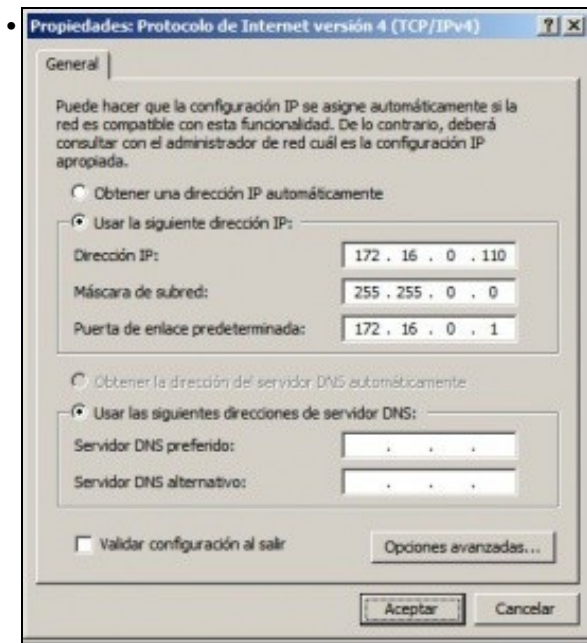 Propiedades: Protocolo de Internet versión 4 (TCP/IPv4)
General
Puede hacer que la configuración IP se asigne automáticamente si la
red es compatible con esta funcionalidad. De lo contrario, deberá
consultar con el administrador de red cuál es la configuración IP
apropiada.
Obtener una dirección IP automáticamente
Usar la siguiente dirección IP:
Dirección IP: 172 . 16 . 0 . 110
Máscara de subred: 255 . 255 . 0 . 0
Puerta de enlace predeterminada: 172 . 16 . 0 . 1
Obtener la dirección del servidor DNS automáticamente
Usar las siguientes direcciones de servidor DNS:
Servidor DNS preferido: . . .
Servidor DNS alternativo: . . .
Validar configuración al salir
Opciones avanzadas...
Aceptar Cancelar